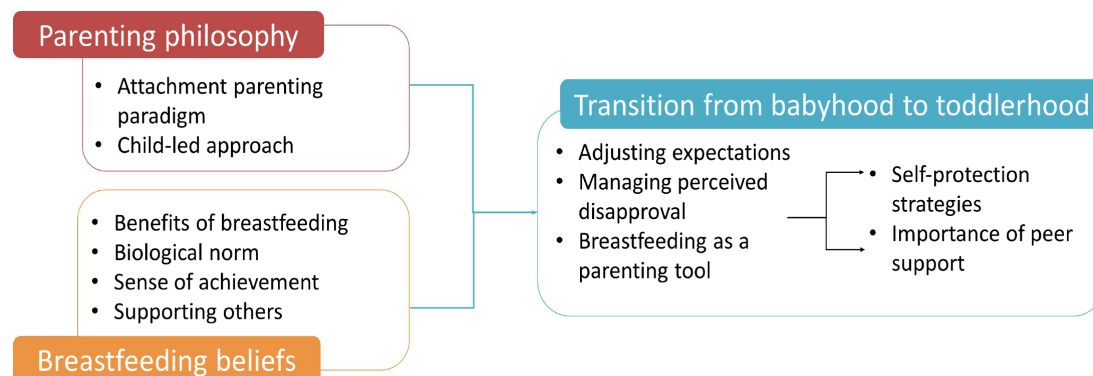 Parenting philosophy
• Attachment parenting
paradigm
• Child-led approach
• Benefits of breastfeeding
• Biological norm
• Sense of achievement
• Supporting others
Breastfeeding beliefs
Transition from babyhood to toddlerhood
• Adjusting expectations
• Managing perceived
disapproval
• Breastfeeding as a
parenting tool
• Self-protection
strategies
• Importance of peer
support